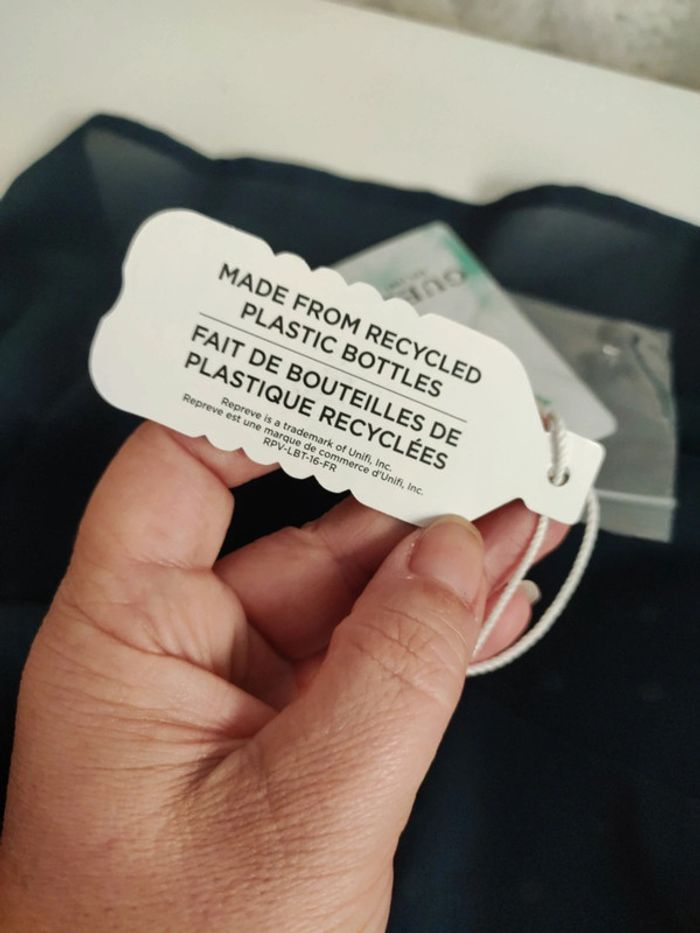 MADE FROM RECYCLED
PLASTIC BOTTLES
FAIT DE BOUTEILLES DE
PLASTIQUE RECYCLÉES
Repreve is a trademark of Unifi, Inc.
Repreve est une marque de commerce d'Unifi, Inc.
RPV-LBT-16-FR